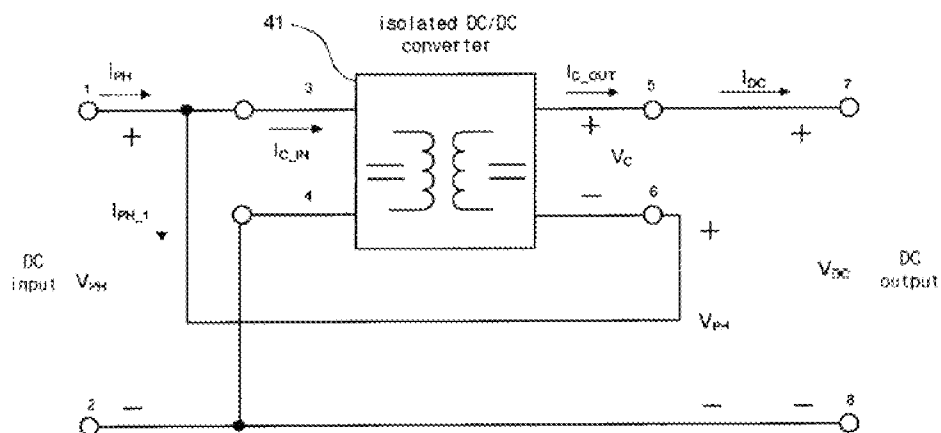 41
isolated DC/DC
converter
I_PH
1
+
3
I_C_IN
4
I_C_OUT
5
+
V_C
−
6
I_DC
7
+
I_PH_1
DC
input
V_PH
+
V_PH
V_DC
DC
output
2
−
−
−
8